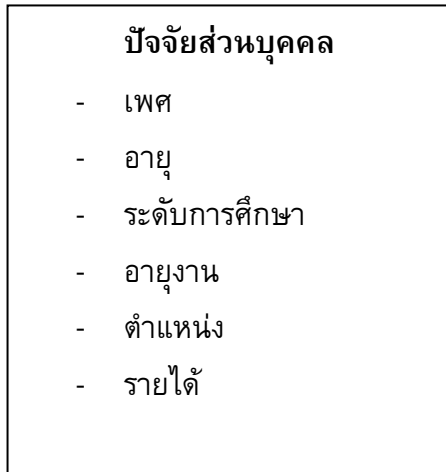 ปัจจัยส่วนบุคคล
- เพศ
- อายุ
- ระดับการศึกษา
- อายุงาน
- ตำแหน่ง
- รายได้